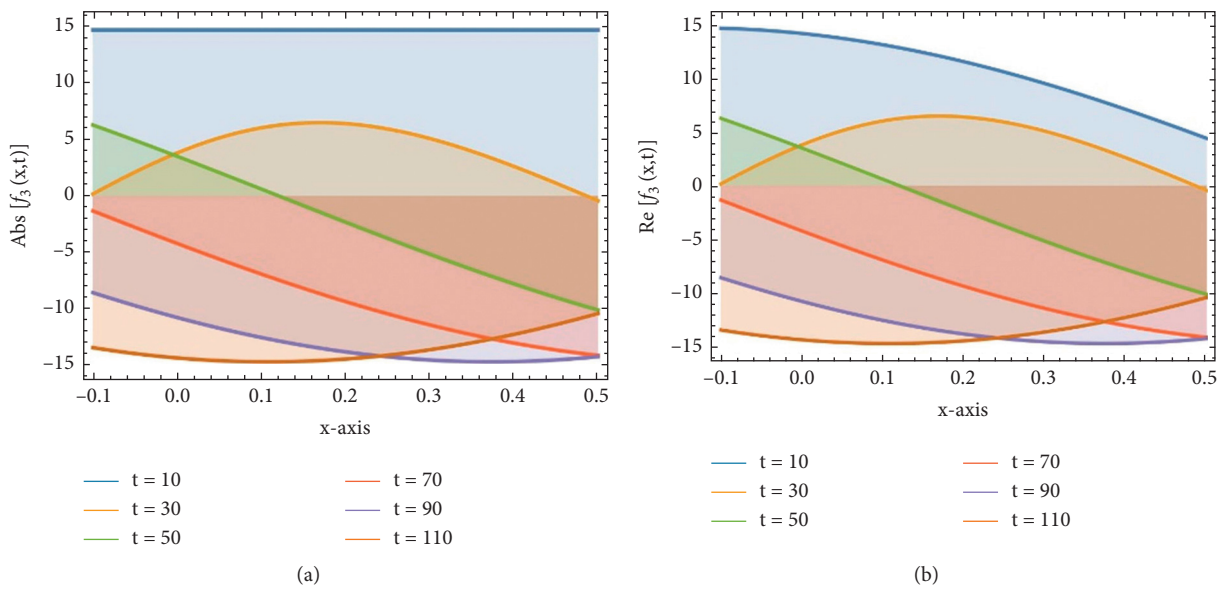 15
10
5
0
−5
−10
−15
Abs [f₃ (x,t)]
−0.1 0.0 0.1 0.2 0.3 0.4 0.5
x-axis
t = 10 t = 70
t = 30 t = 90
t = 50 t = 110
(a)
15
10
5
0
−5
−10
−15
Re [f₃ (x,t)]
−0.1 0.0 0.1 0.2 0.3 0.4 0.5
x-axis
t = 10 t = 70
t = 30 t = 90
t = 50 t = 110
(b)